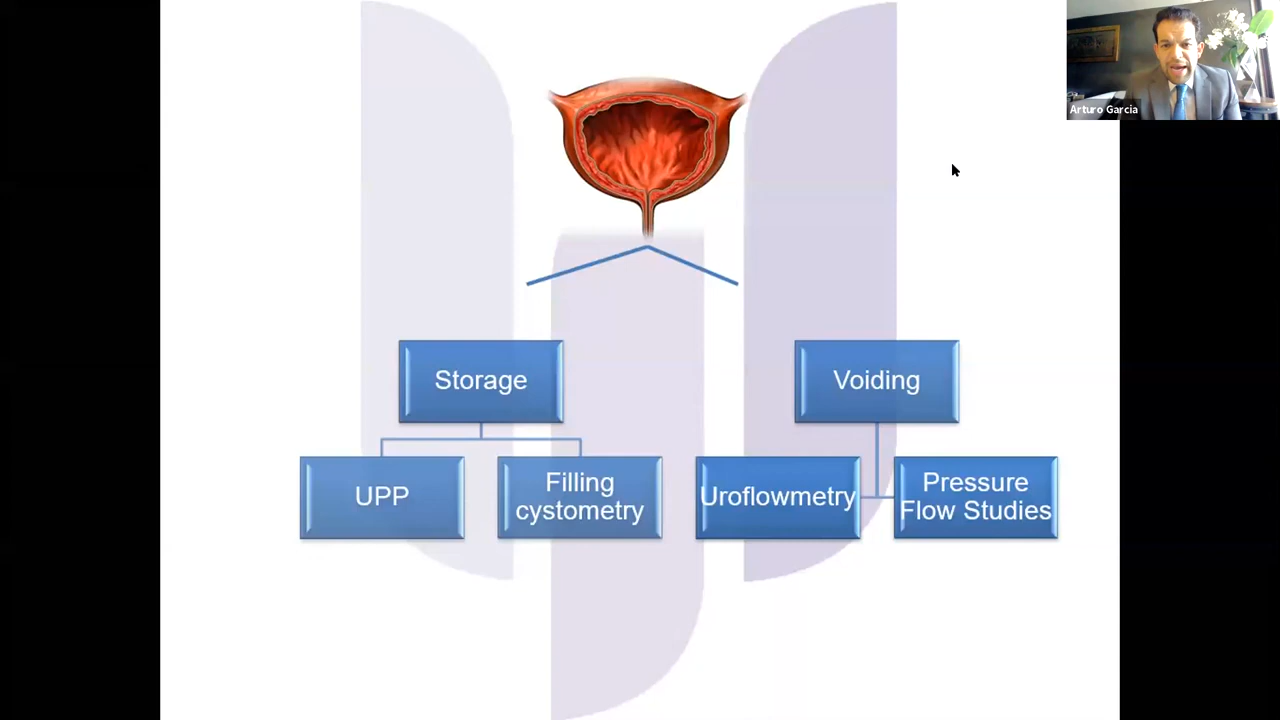 Arturo Garcia
Storage
Voiding
UPP
Filling
cystometry
Uroflowmetry
Pressure
Flow Studies